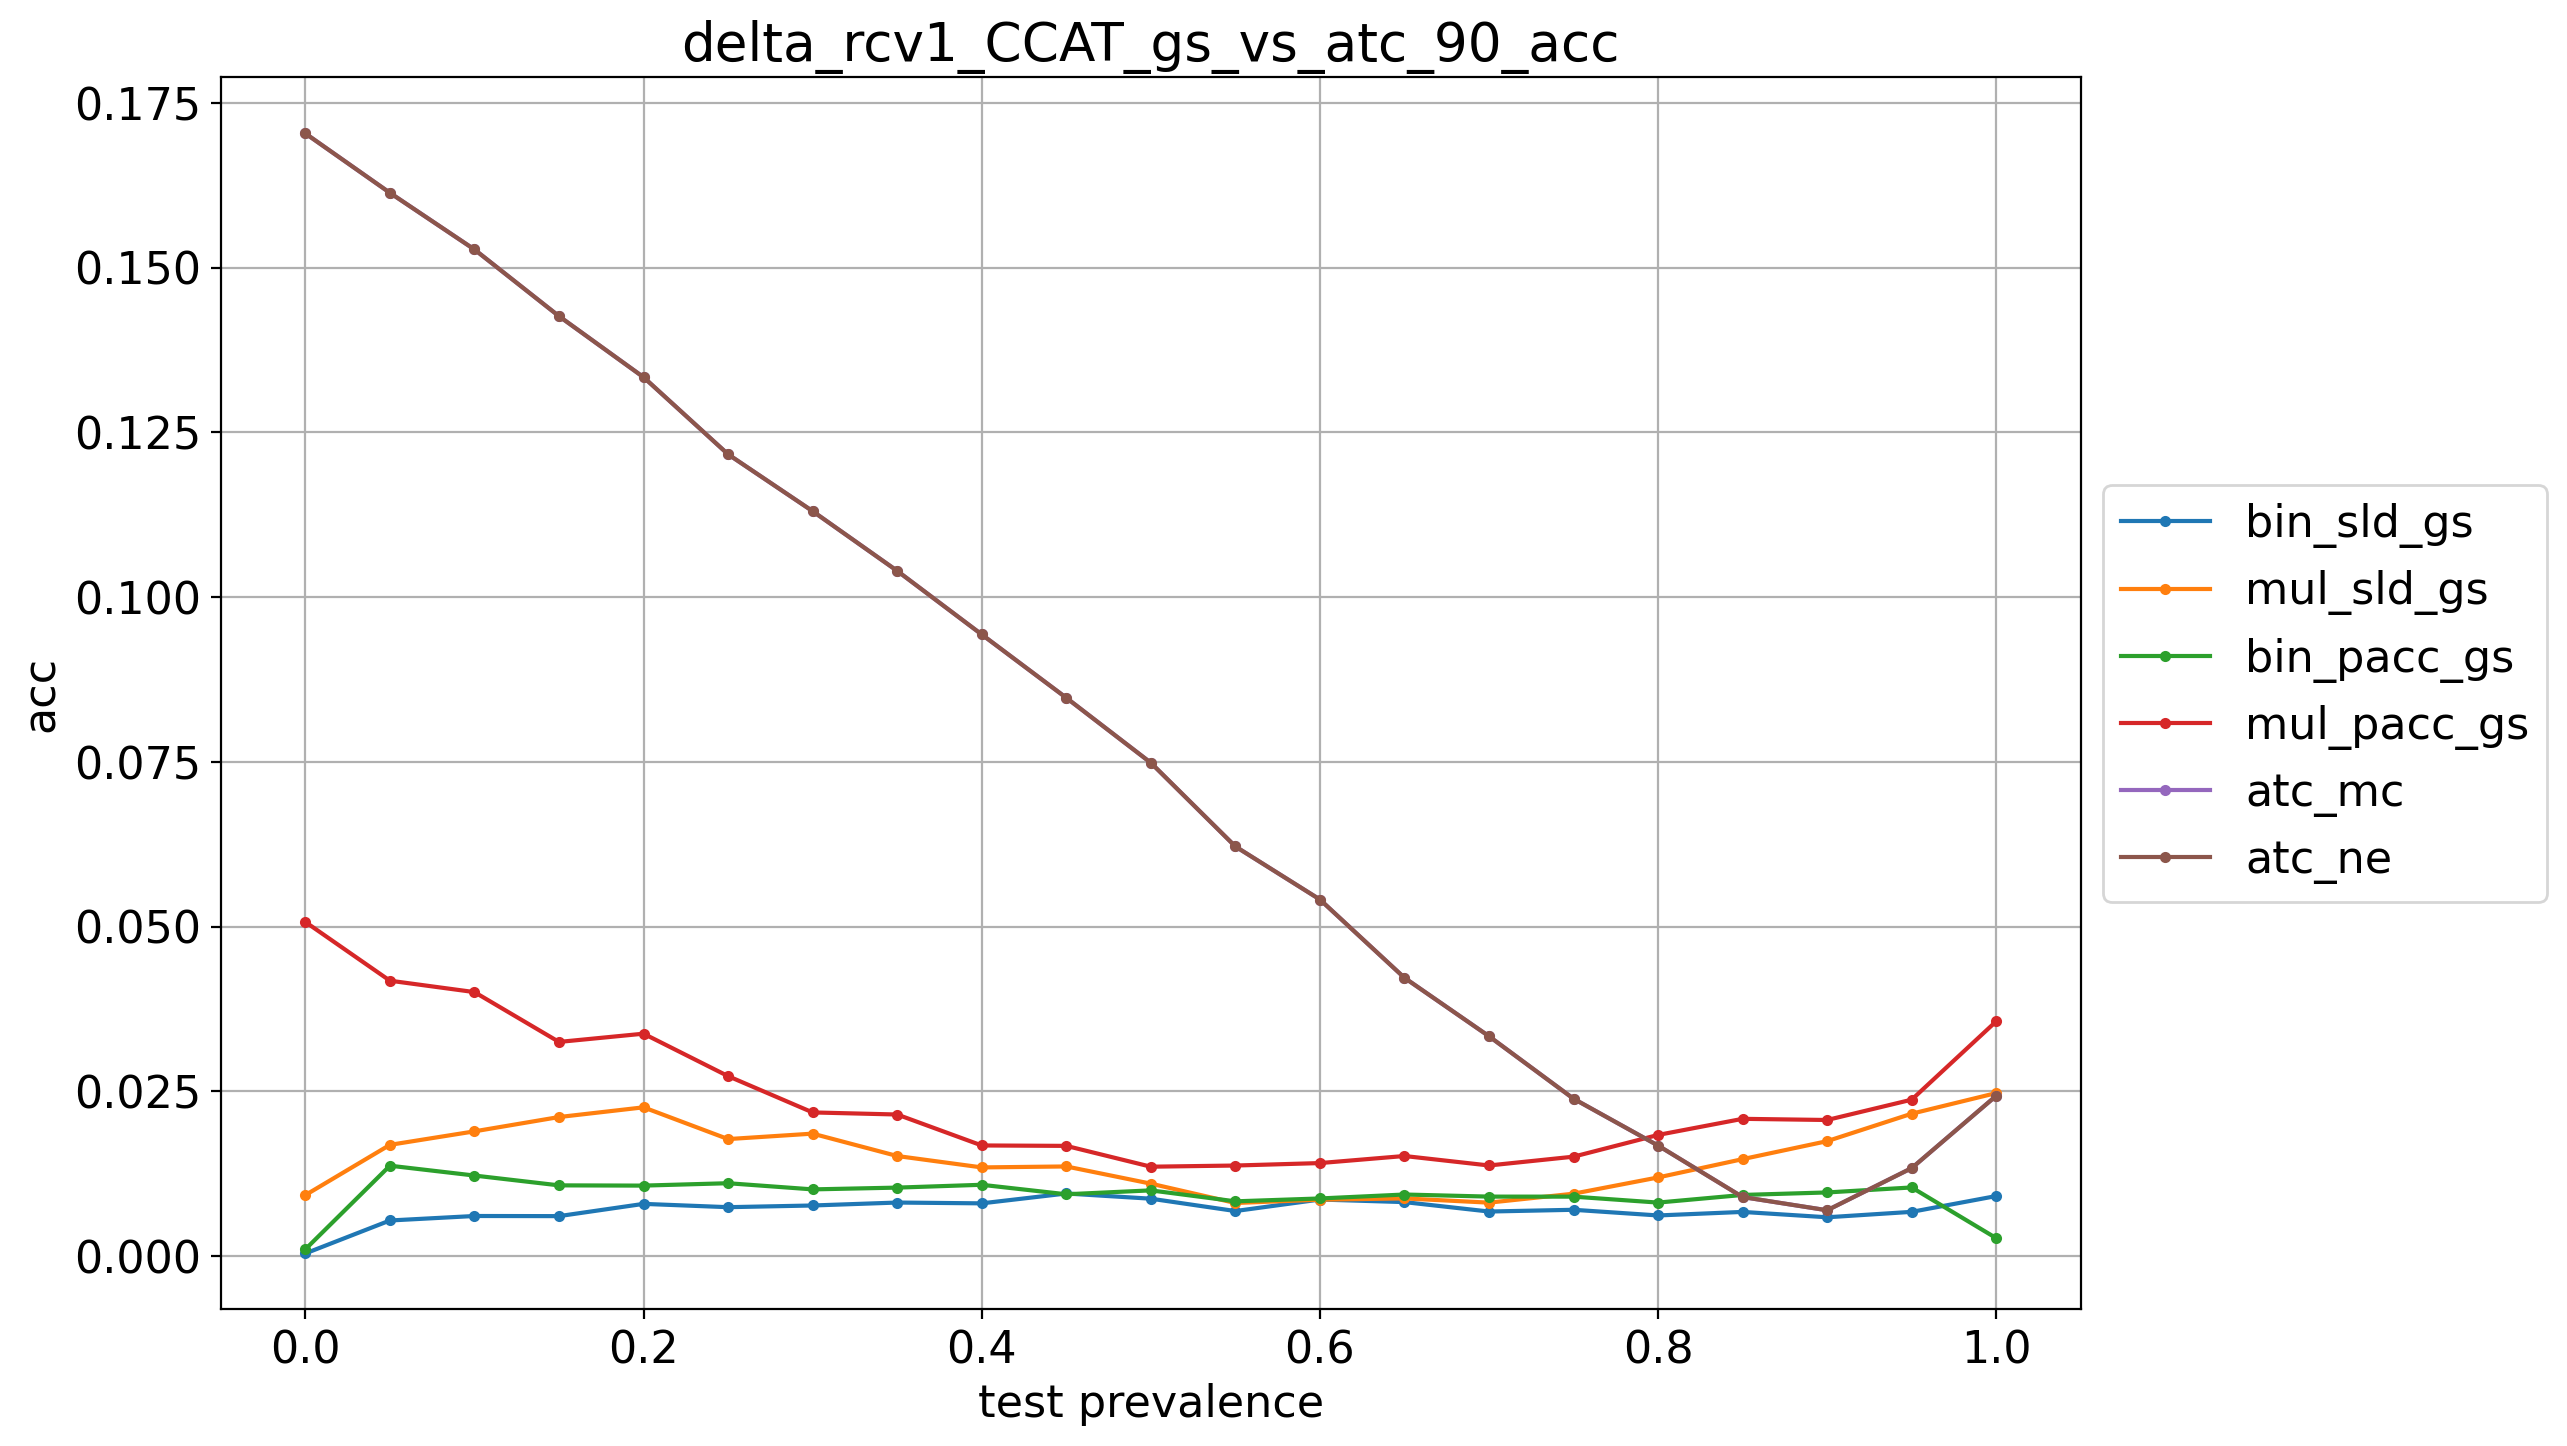 delta_rcv1_CCAT_gs_vs_atc_90_acc
0.175
0.150
0.125
0.100
0.075
0.050
0.025
0.000
acc
0.0 0.2 0.4 0.6 0.8 1.0
test prevalence
bin_sld_gs
mul_sld_gs
bin_pacc_gs
mul_pacc_gs
atc_mc
atc_ne